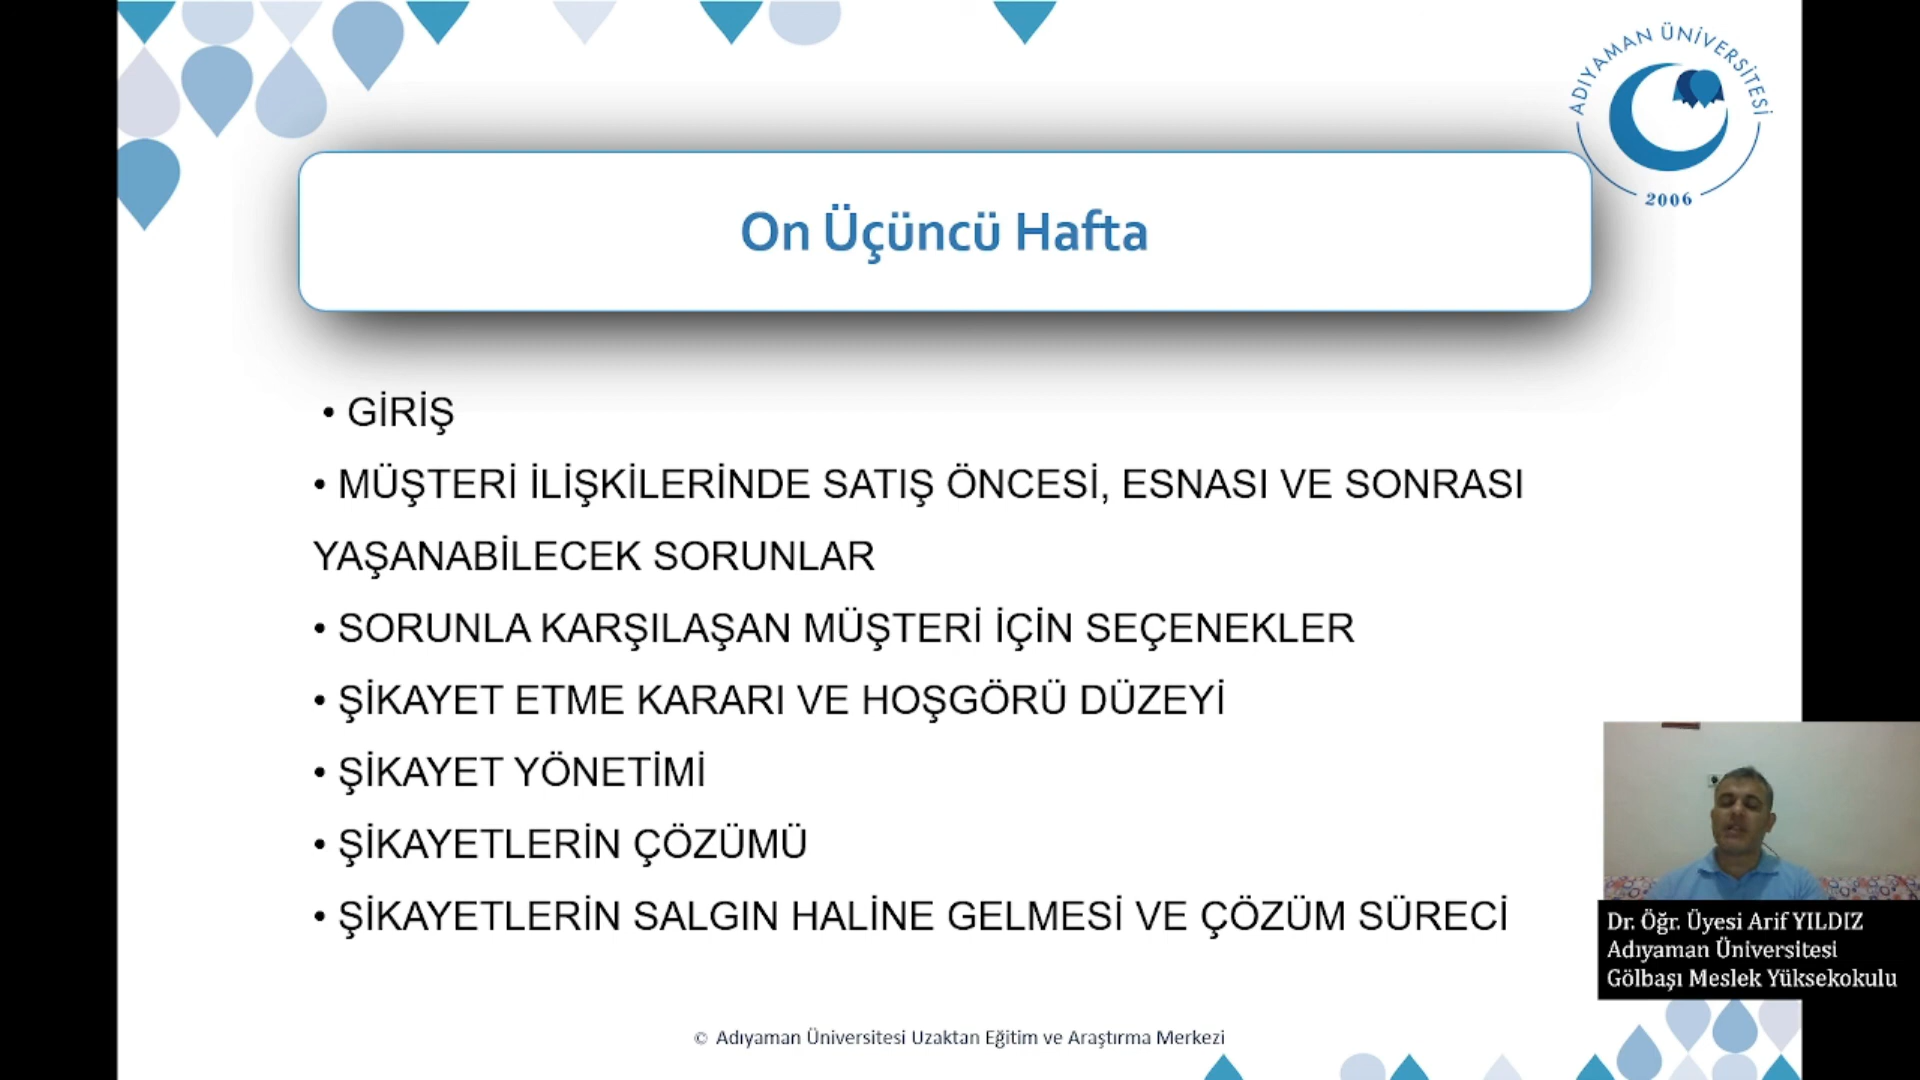 ADIYAMAN ÜNİVERSİTESİ
2006
On Üçüncü Hafta
• GİRİŞ
• MÜŞTERİ İLİŞKİLERİNDE SATIŞ ÖNCESİ, ESNASI VE SONRASI
YAŞANABİLECEK SORUNLAR
• SORUNLA KARŞILAŞAN MÜŞTERİ İÇİN SEÇENEKLER
• ŞİKAYET ETME KARARI VE HOŞGÖRÜ DÜZEYİ
• ŞİKAYET YÖNETİMİ
• ŞİKAYETLERİN ÇÖZÜMÜ
• ŞİKAYETLERİN SALGIN HALİNE GELMESİ VE ÇÖZÜM SÜRECİ
Dr. Öğr. Üyesi Arif YILDIZ
Adıyaman Üniversitesi
Gölbaşı Meslek Yüksekokulu
© Adıyaman Üniversitesi Uzaktan Eğitim ve Araştırma Merkezi